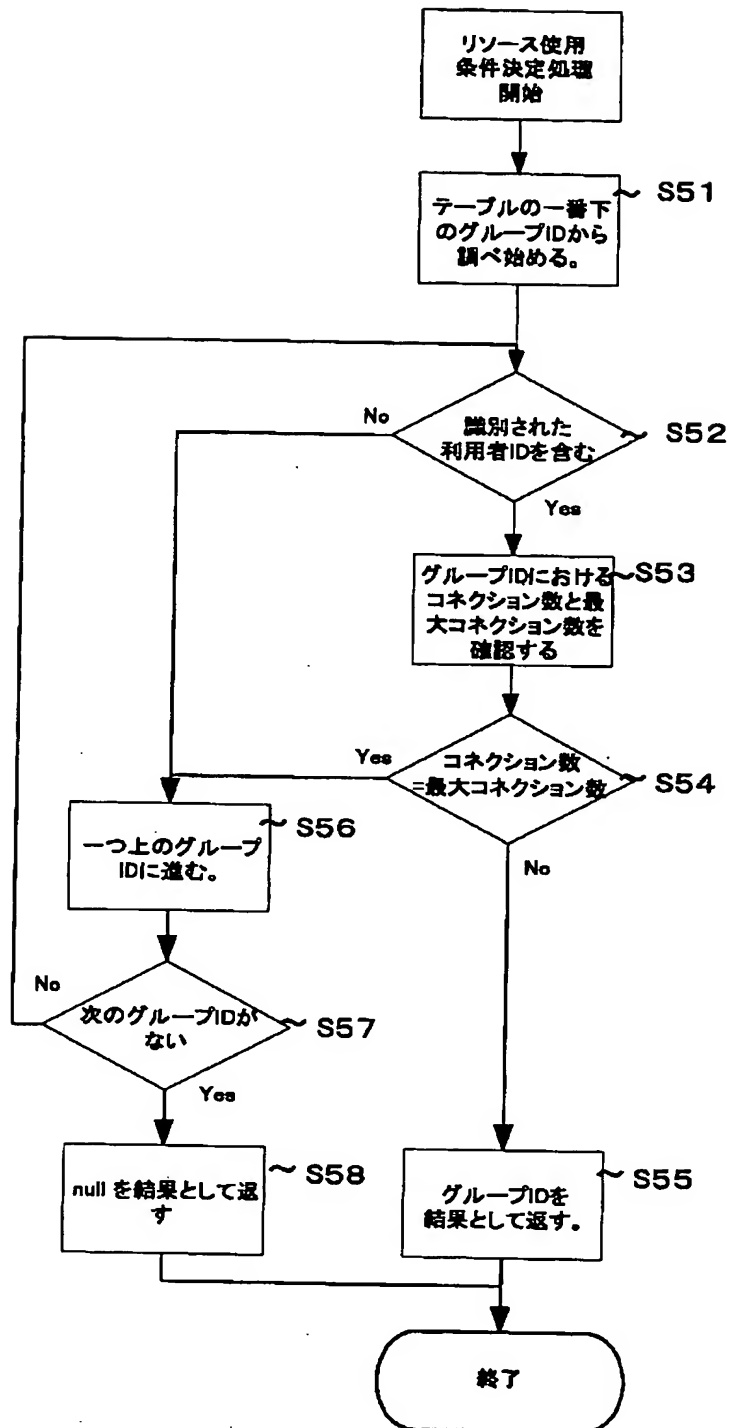 リソース使用
条件決定処理
開始
テーブルの一番下
のグループIDから
調べ始める。
～ S51
識別された
利用者IDを含む
～ S52
No
Yes
グループIDにおける
コネクション数と最
大コネクション数を
確認する
～S53
コネクション数
=最大コネクション数
～ S54
Yes
No
一つ上のグループ
IDに進む。
～ S56
次のグループIDが
ない
～ S57
No
Yes
null を結果として返
す
～ S58
グループIDを
結果として返す。
～ S55
終了